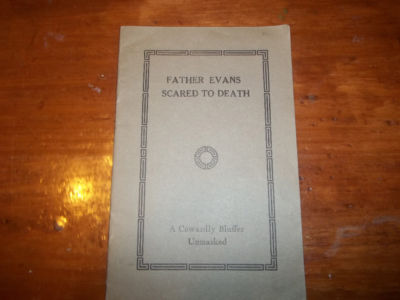 FATHER EVANS
SCARED TO DEATH
A Cowardly Bluffer
Unmasked